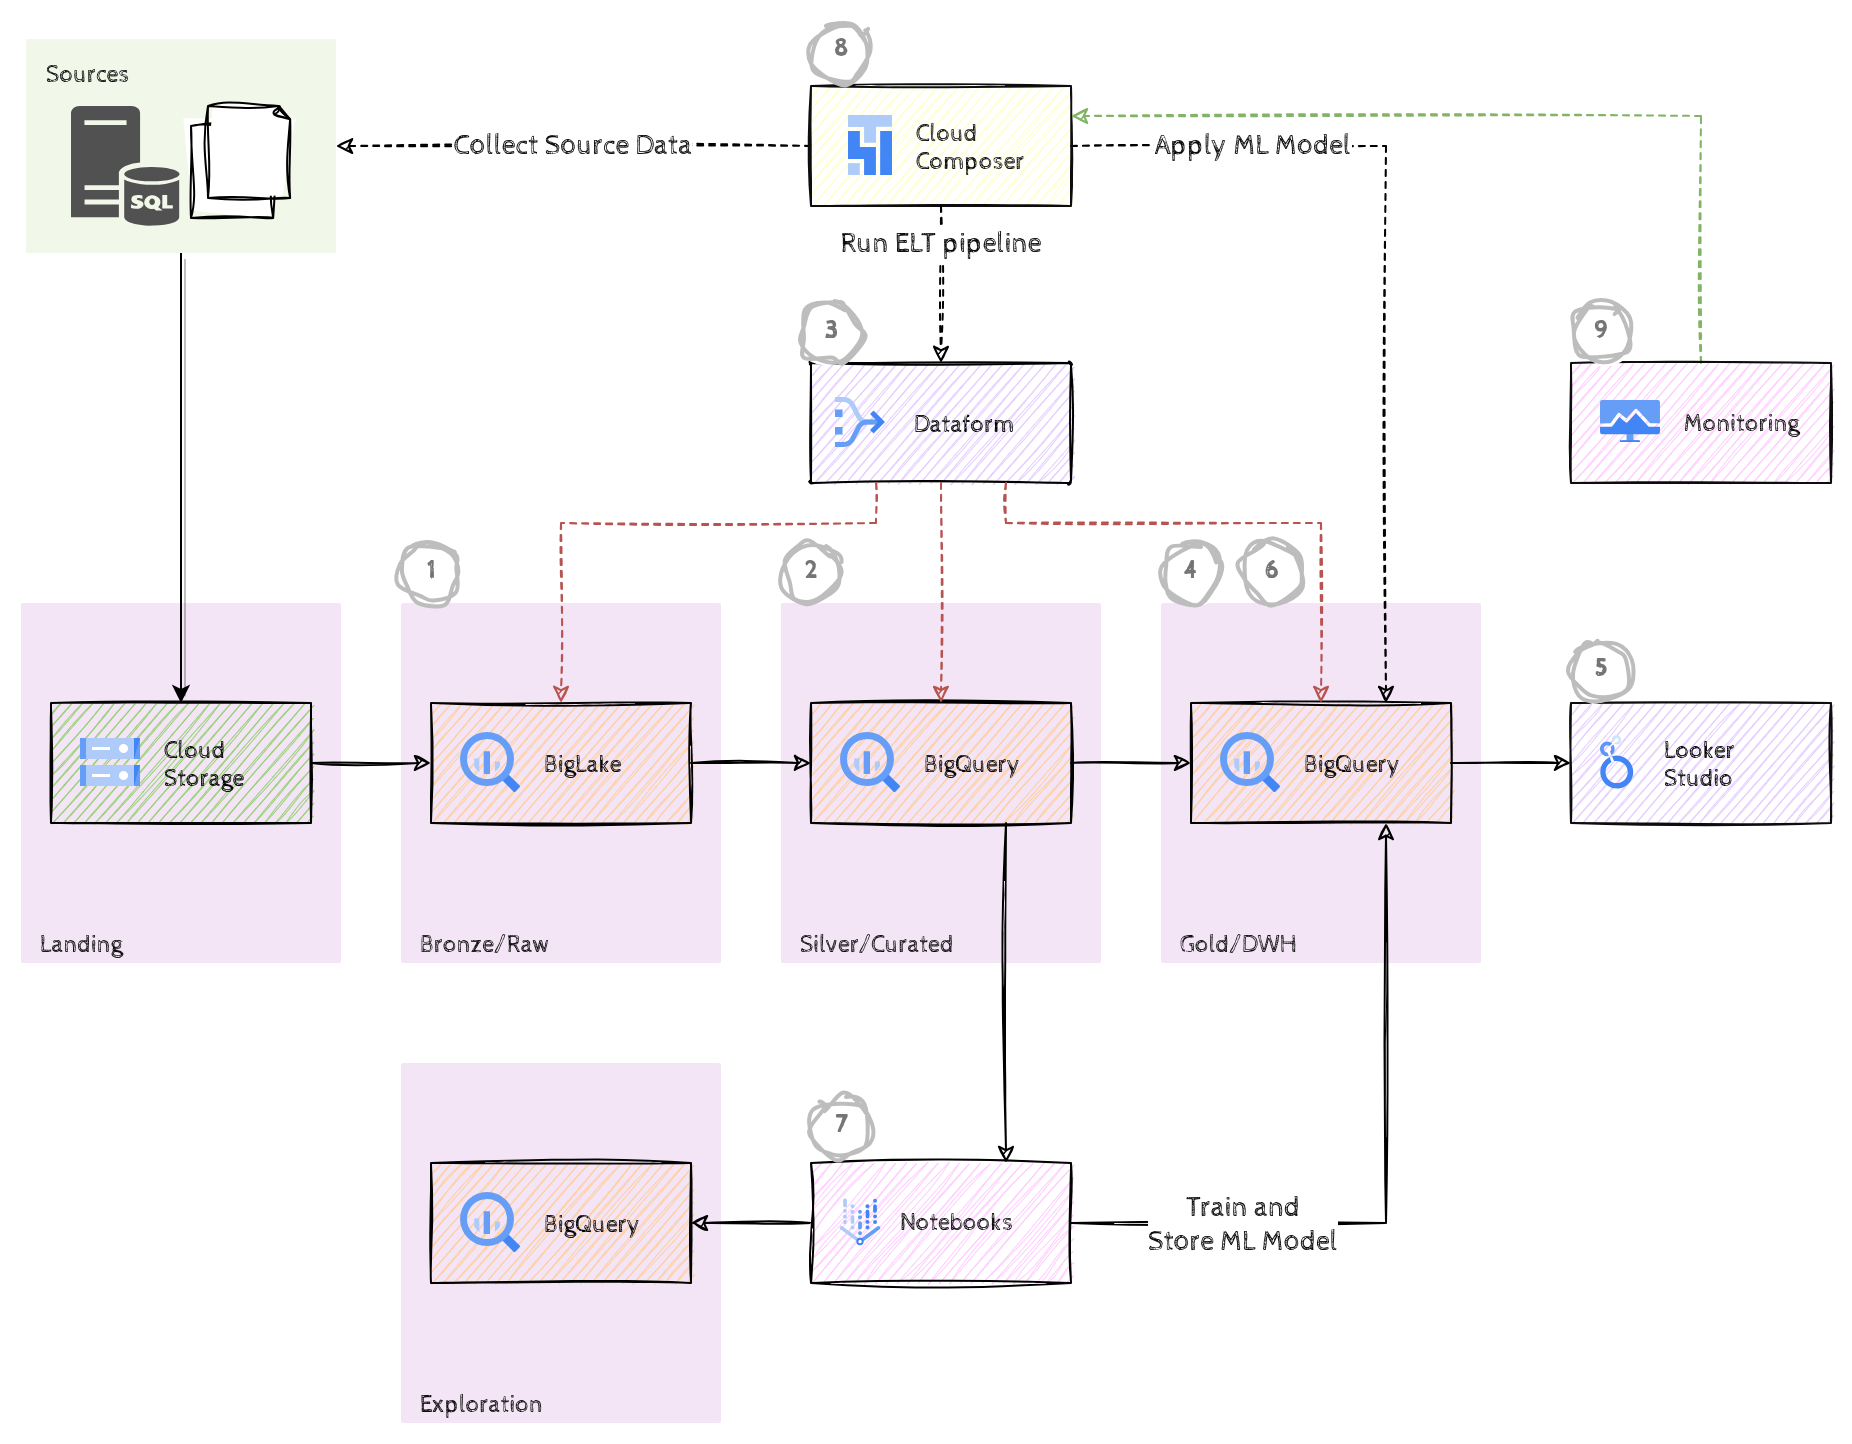 8
Sources
SQL
Cloud
Composer
Collect Source Data
Apply ML Model
Run ELT pipeline
3
9
Dataform
Monitoring
1
2
4
6
5
Cloud
Storage
BigLake
BigQuery
BigQuery
Looker
Studio
Landing
Bronze/Raw
Silver/Curated
Gold/DWH
7
BigQuery
Notebooks
Train and
Store ML Model
Exploration